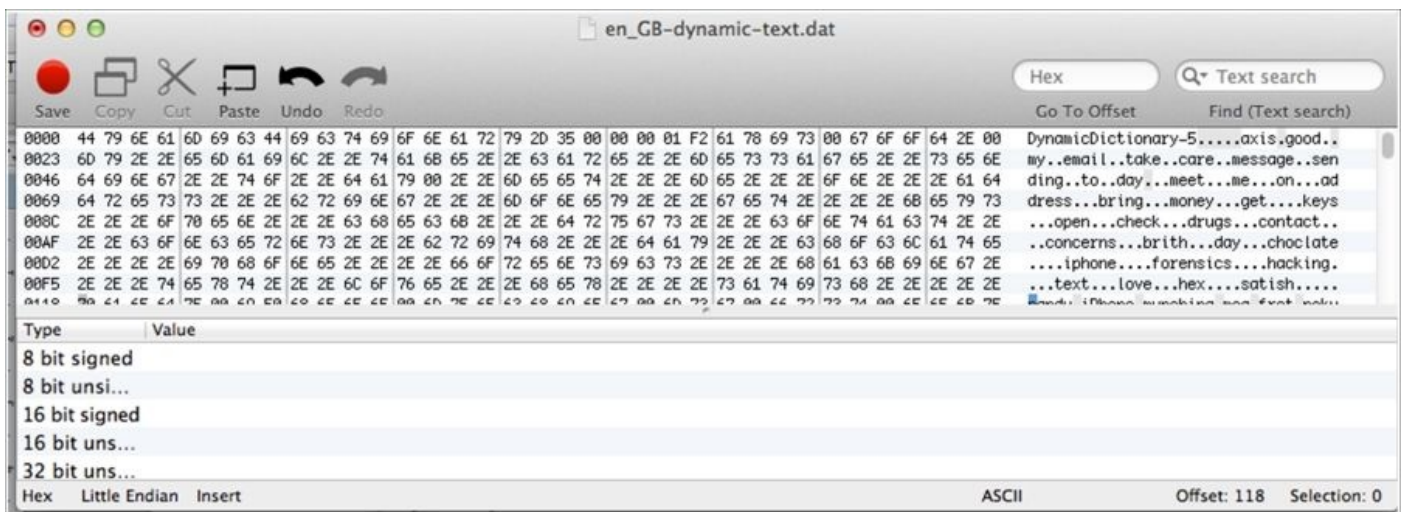 en_GB-dynamic-text.dat
Hex Text search
Save Copy Cut Paste Undo Redo Go To Offset Find (Text search)
0000 44 79 6E 61 6D 69 63 44 69 63 74 69 6F 6E 61 72 79 2D 35 00 00 00 01 F2 61 78 69 73 00 67 6F 6F 64 2E 00 DynamicDictionary-5.....axis.good..
0023 6D 79 2E 2E 65 6D 61 69 6C 2E 2E 74 61 6B 65 2E 2E 63 61 72 65 2E 2E 6D 65 73 73 61 67 65 2E 2E 73 65 6E my..email..take..care..message..sen
0046 64 69 6E 67 2E 2E 74 6F 2E 2E 64 61 79 00 2E 2E 6D 65 65 74 2E 2E 2E 6D 65 2E 2E 2E 6F 6E 2E 2E 2E 61 64 ding..to..day...meet...me...on...ad
0069 64 72 65 73 73 2E 2E 2E 62 72 69 6E 67 2E 2E 2E 6D 6F 6E 65 79 2E 2E 2E 67 65 74 2E 2E 2E 2E 6B 65 79 73 dress...bring...money...get....keys
008C 2E 2E 2E 6F 70 65 6E 2E 2E 2E 63 68 65 63 6B 2E 2E 2E 64 72 75 67 73 2E 2E 2E 63 6F 6E 74 61 63 74 2E 2E ...open...check...drugs...contact..
00AF 2E 2E 63 6F 6E 63 65 72 6E 73 2E 2E 2E 62 72 69 74 68 2E 2E 2E 64 61 79 2E 2E 2E 63 68 6F 63 6C 61 74 65 ..concerns...brith...day...choclate
00D2 2E 2E 2E 2E 69 70 68 6F 6E 65 2E 2E 2E 2E 66 6F 72 65 6E 73 69 63 73 2E 2E 2E 2E 68 61 63 6B 69 6E 67 2E ....iphone....forensics....hacking.
00F5 2E 2E 2E 74 65 78 74 2E 2E 2E 6C 6F 76 65 2E 2E 2E 68 65 78 2E 2E 2E 2E 73 61 74 69 73 68 2E 2E 2E 2E 2E ...text...love...hex....satish.....
Type Value
8 bit signed
8 bit unsi...
16 bit signed
16 bit uns...
32 bit uns...
Hex Little Endian Insert ASCII Offset: 118 Selection: 0